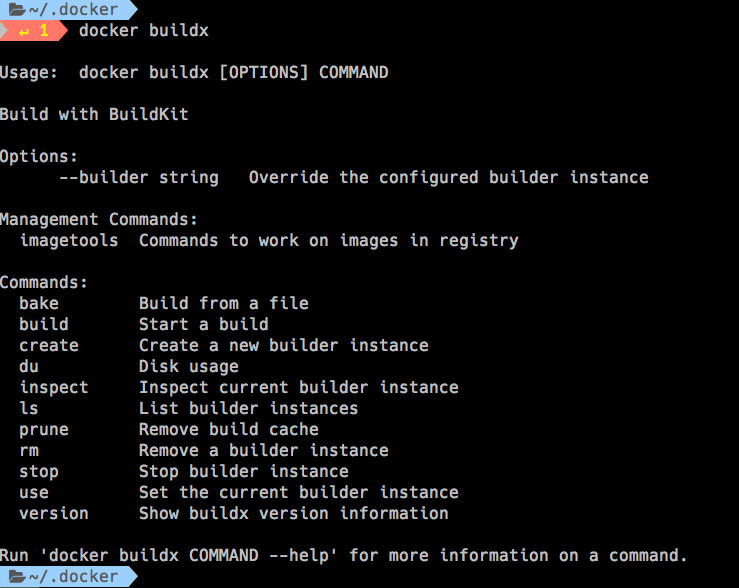 ~/.docker
↵ 1 docker buildx
Usage:  docker buildx [OPTIONS] COMMAND
Build with BuildKit
Options:
      --builder string   Override the configured builder instance
Management Commands:
  imagetools  Commands to work on images in registry
Commands:
  bake        Build from a file
  build       Start a build
  create      Create a new builder instance
  du          Disk usage
  inspect     Inspect current builder instance
  ls          List builder instances
  prune       Remove build cache
  rm          Remove a builder instance
  stop        Stop builder instance
  use         Set the current builder instance
  version     Show buildx version information
Run 'docker buildx COMMAND --help' for more information on a command.
~/.docker